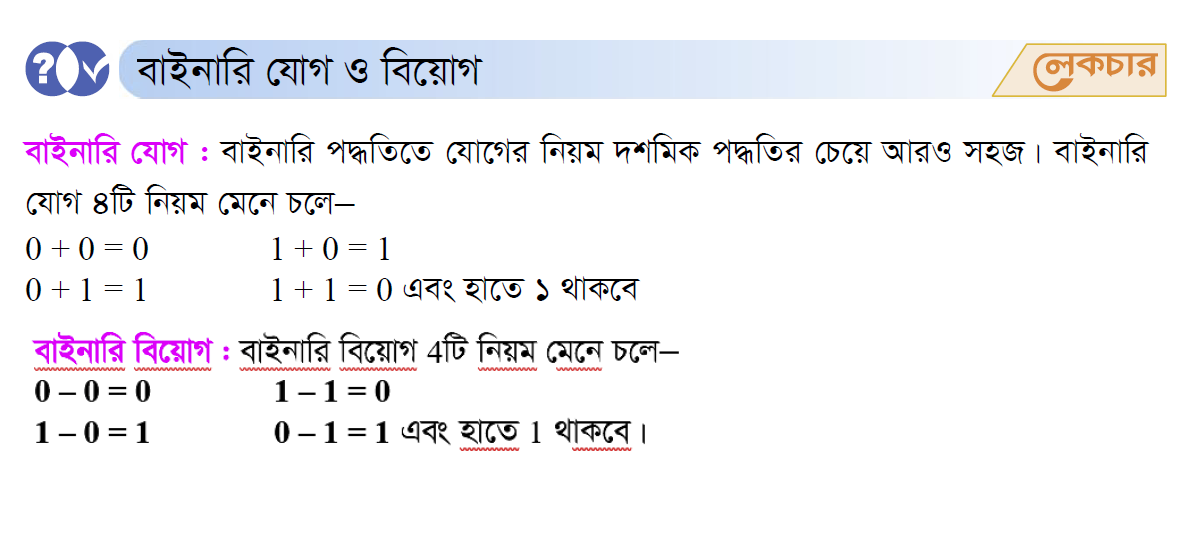 বাইনারি যোগ ও বিয়োগ
লেকচার
বাইনারি যোগ : বাইনারি পদ্ধতিতে যোগের নিয়ম দশমিক পদ্ধতির চেয়ে আরও সহজ। বাইনারি
যোগ ৪টি নিয়ম মেনে চলে–
0 + 0 = 0 1 + 0 = 1
0 + 1 = 1 1 + 1 = 0 এবং হাতে ১ থাকবে
বাইনারি বিয়োগ : বাইনারি বিয়োগ 4টি নিয়ম মেনে চলে–
0 – 0 = 0 1 – 1 = 0
1 – 0 = 1 0 – 1 = 1 এবং হাতে 1 থাকবে।